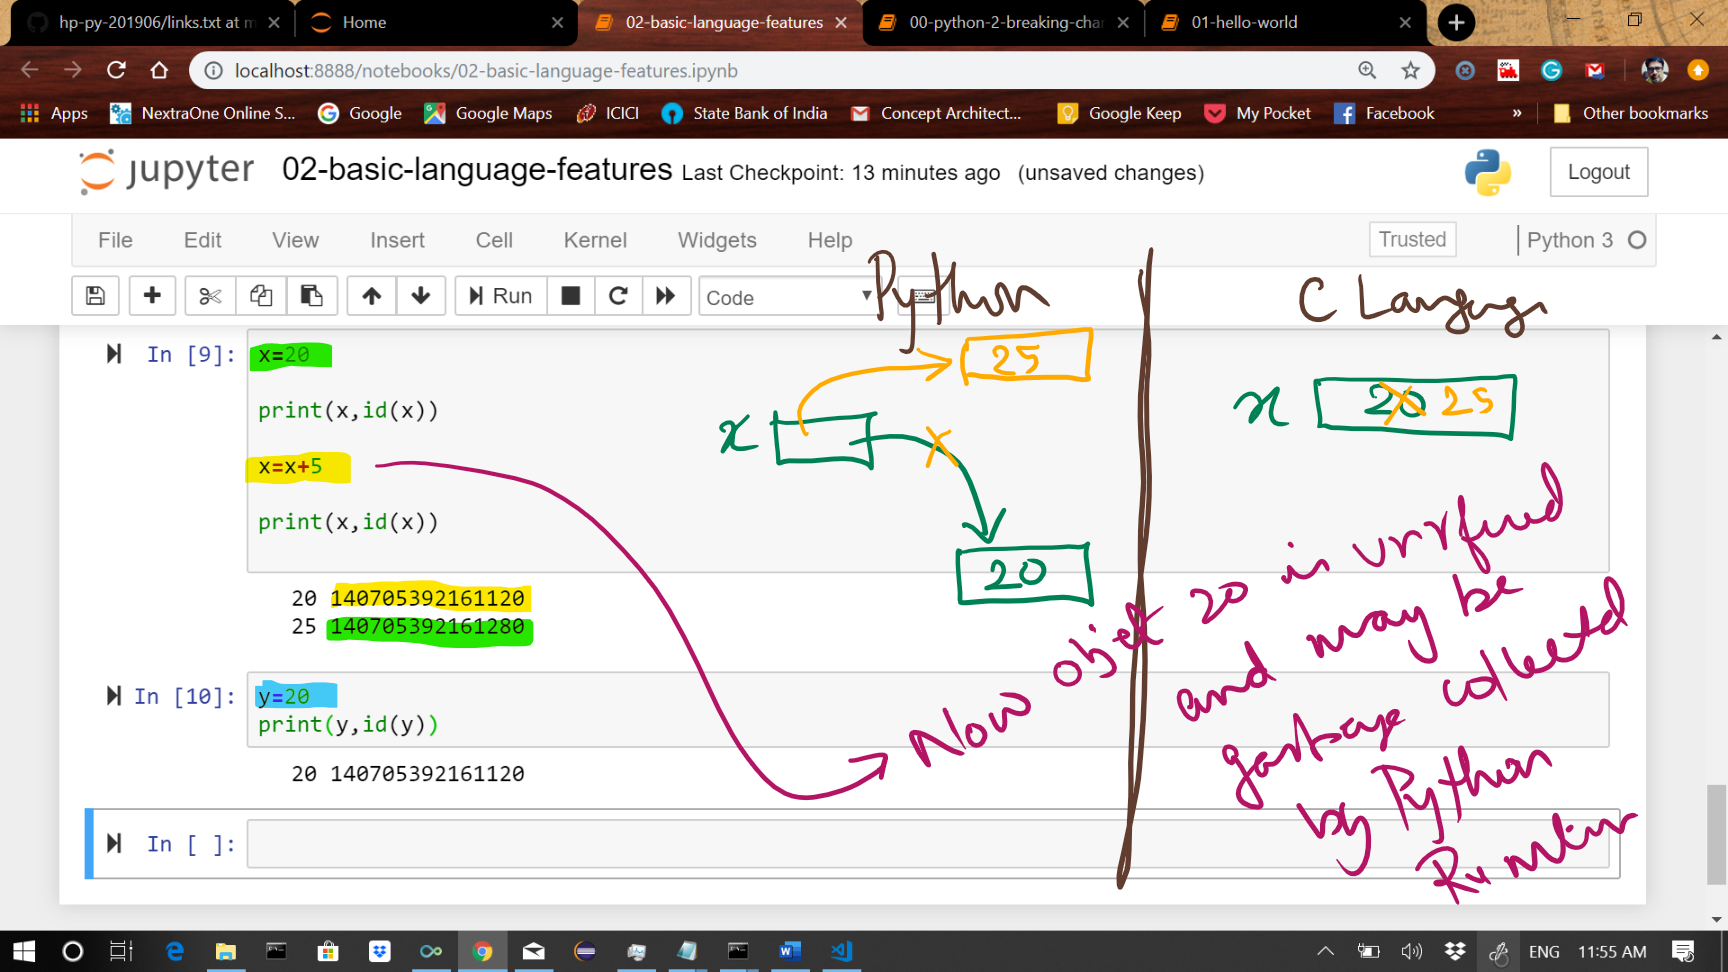 hp-py-201906/links.txt at m
Home
02-basic-language-features
00-python-2-breaking-cha
01-hello-world
localhost:8888/notebooks/02-basic-language-features.ipynb
Apps
NextraOne Online S...
Google
Google Maps
ICICI
State Bank of India
Concept Architect...
Google Keep
My Pocket
Facebook
»
Other bookmarks
jupyter 02-basic-language-features Last Checkpoint: 13 minutes ago (unsaved changes)
Logout
File Edit View Insert Cell Kernel Widgets Help
Trusted
Python 3
Run
Code
Python
C Language
In [9]: x=20
print(x,id(x))
x=x+5
print(x,id(x))
20 140705392161120
25 140705392161280
25
x
20
x 20 25
In [10]: y=20
print(y,id(y))
20 140705392161120
In [ ]:
Now object 20 is
and may be
garbage collected
by Python
Runtime
ENG 11:55 AM